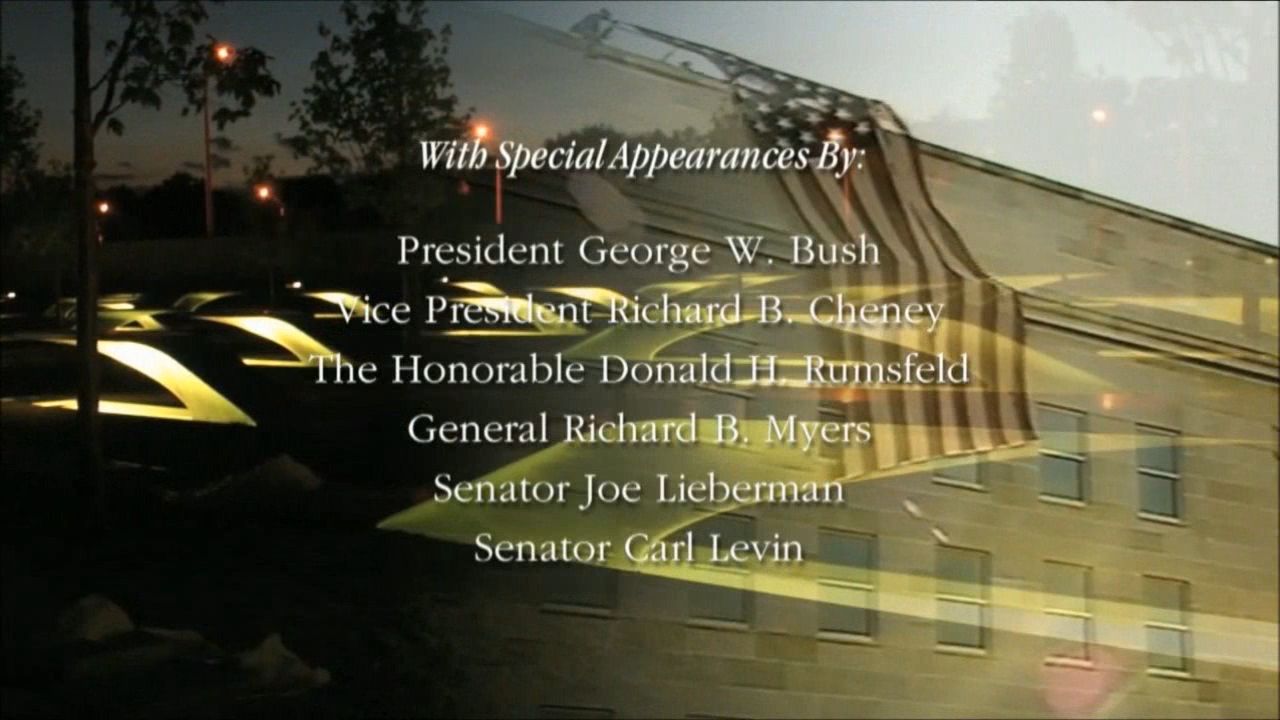 With Special Appearances By:
President George W. Bush
Vice President Richard B. Cheney
The Honorable Donald H. Rumsfeld
General Richard B. Myers
Senator Joe Lieberman
Senator Carl Levin